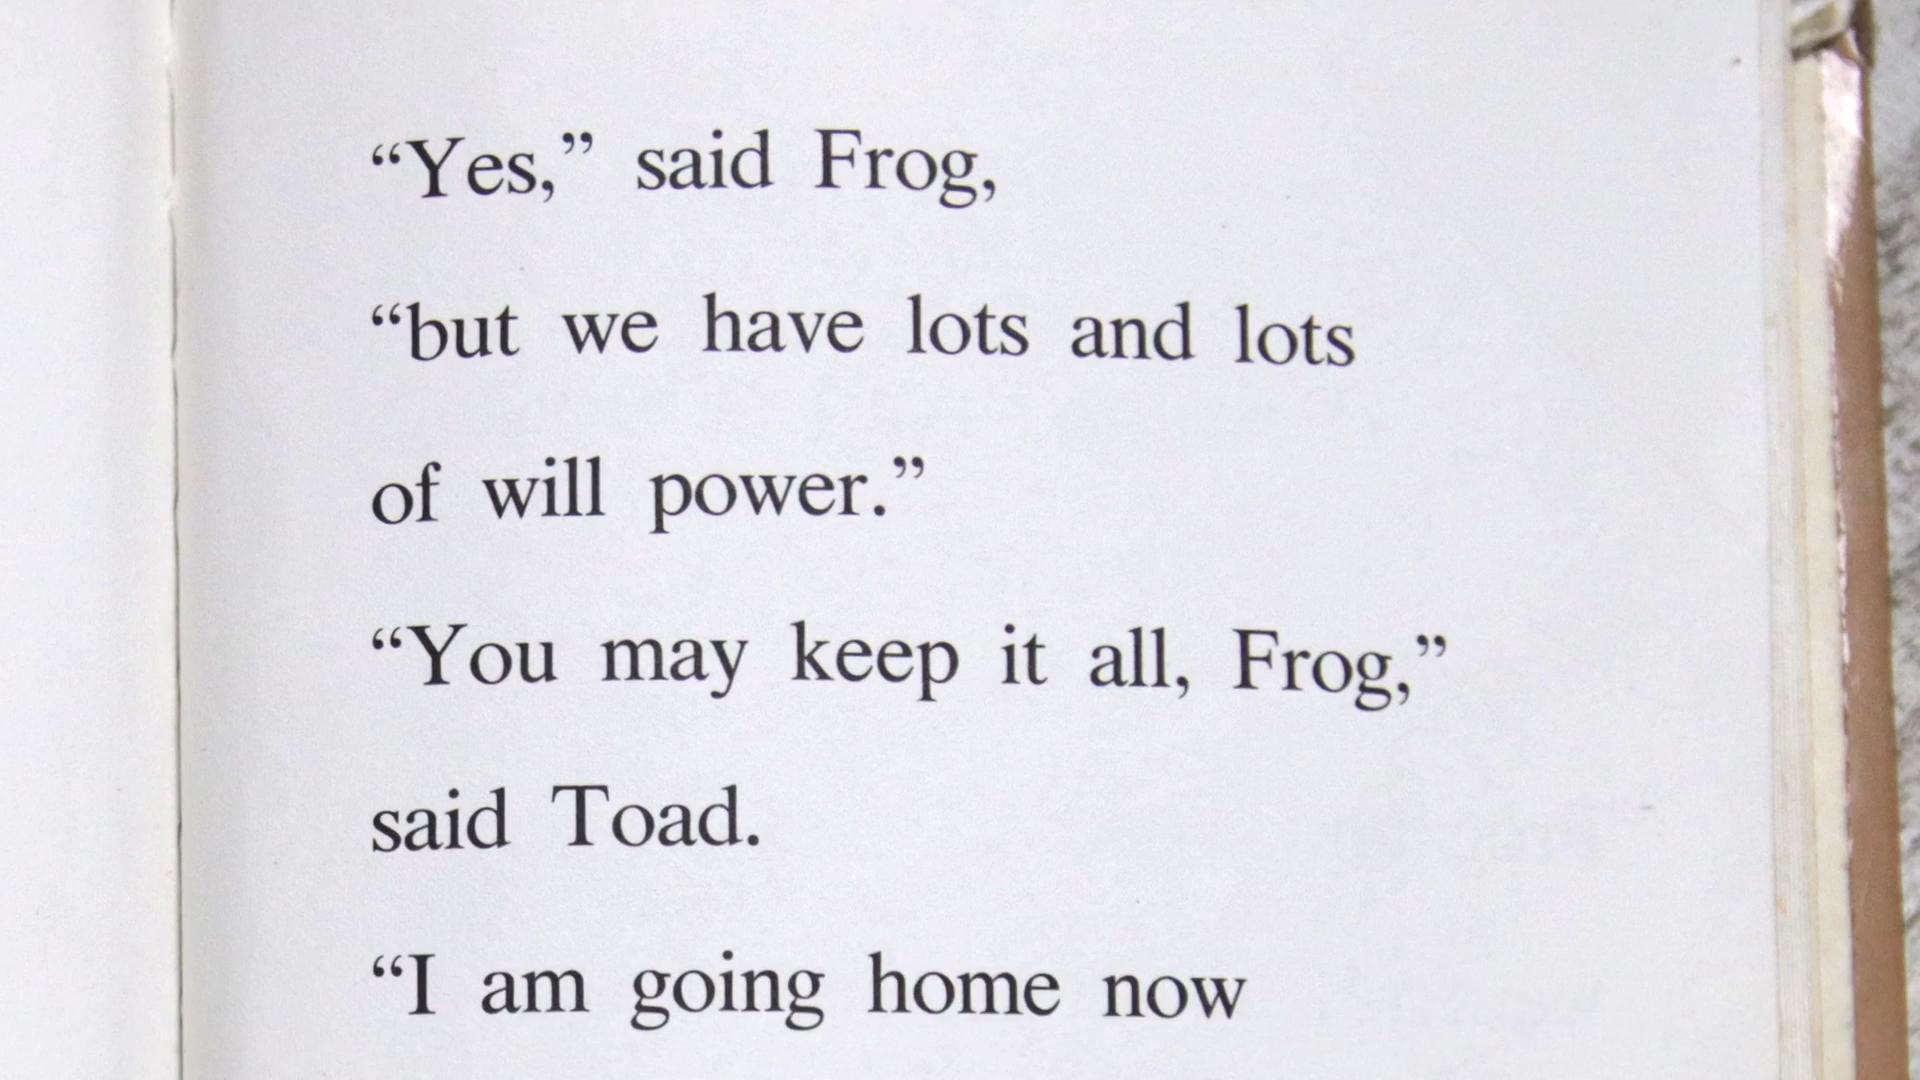 “Yes,” said Frog,
“but we have lots and lots
of will power.”
“You may keep it all, Frog,”
said Toad.
“I am going home now